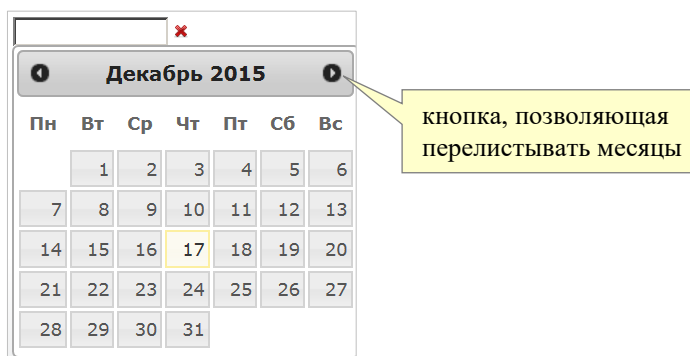 Декабрь 2015
кнопка, позволяющая
перелистывать месяцы
Пн Вт Ср Чт Пт Сб Вс
1 2 3 4 5 6
7 8 9 10 11 12 13
14 15 16 17 18 19 20
21 22 23 24 25 26 27
28 29 30 31